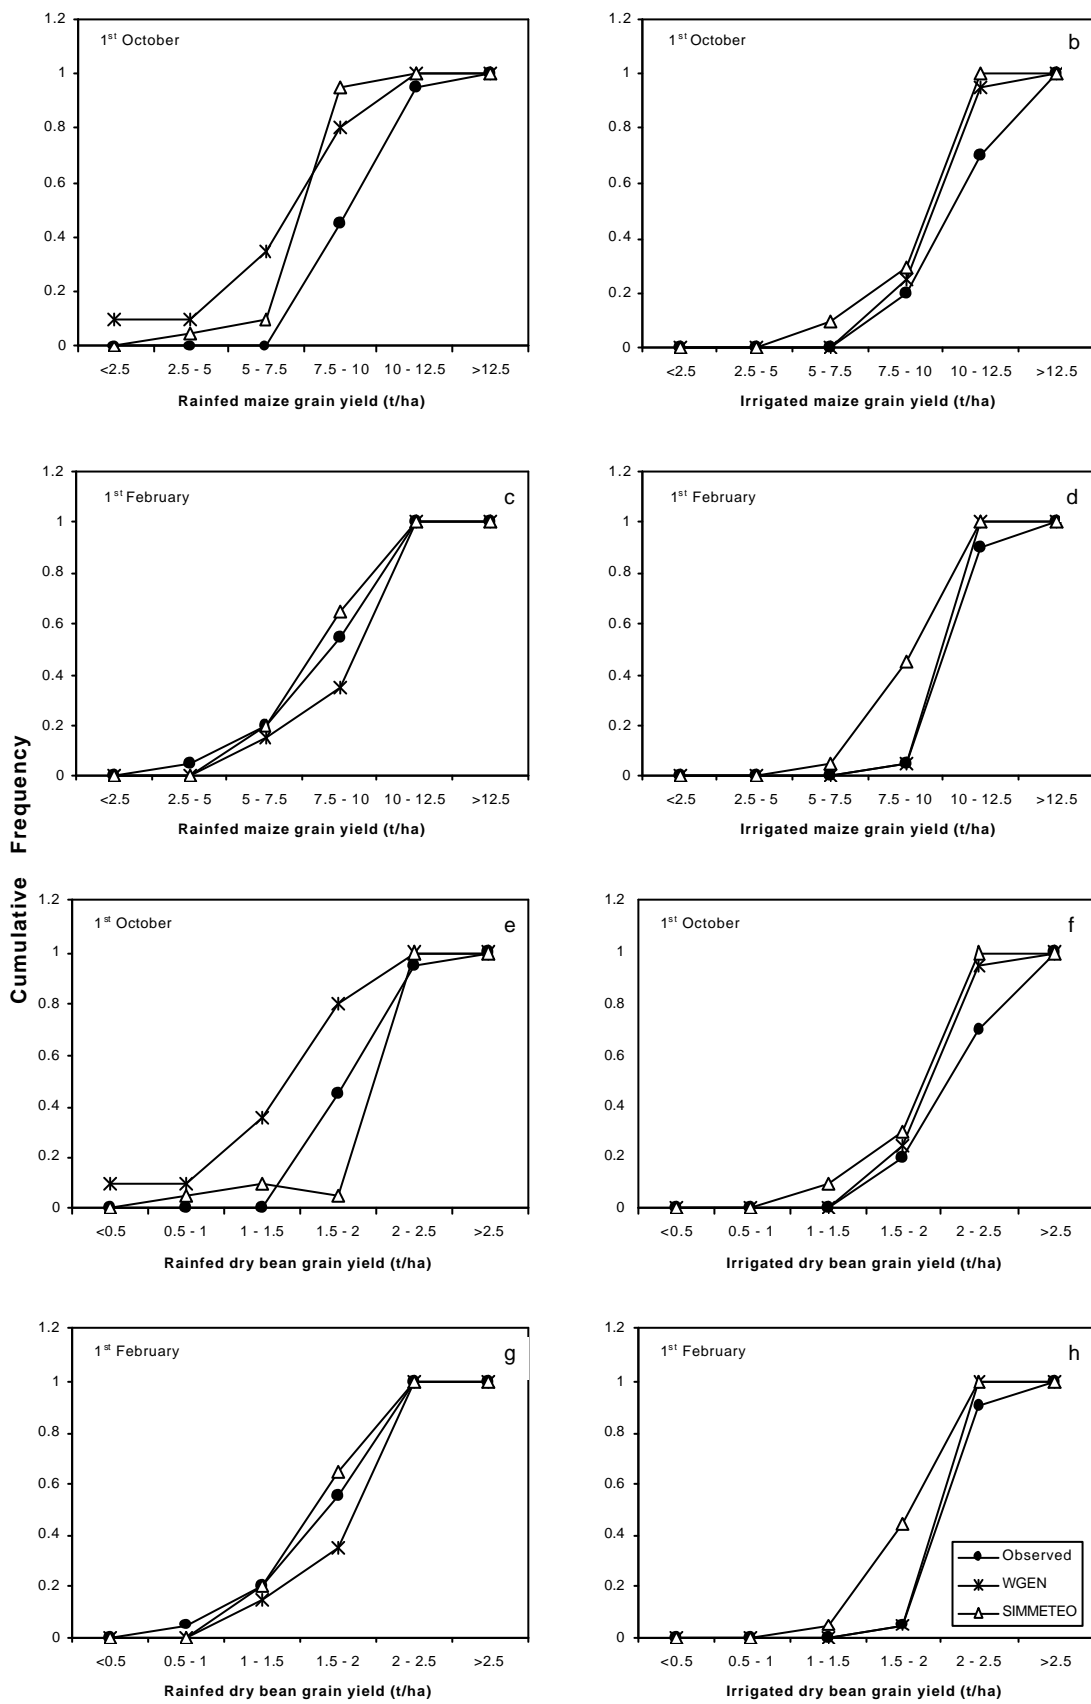 1.2
1
0.8
0.6
0.4
0.2
0
1st October
<2.5 2.5 - 5 5 - 7.5 7.5 - 10 10 - 12.5 >12.5
Rainfed maize grain yield (t/ha)
1.2
1
0.8
0.6
0.4
0.2
0
1st October
b
<2.5 2.5 - 5 5 - 7.5 7.5 - 10 10 - 12.5 >12.5
Irrigated maize grain yield (t/ha)
Cumulative Frequency
1.2
1
0.8
0.6
0.4
0.2
0
1st February
c
<2.5 2.5 - 5 5 - 7.5 7.5 - 10 10 - 12.5 >12.5
Rainfed maize grain yield (t/ha)
1.2
1
0.8
0.6
0.4
0.2
0
1st February
d
<2.5 2.5 - 5 5 - 7.5 7.5 - 10 10 - 12.5 >12.5
Irrigated maize grain yield (t/ha)
1.2
1
0.8
0.6
0.4
0.2
0
1st October
e
<0.5 0.5 - 1 1 - 1.5 1.5 - 2 2 - 2.5 >2.5
Rainfed dry bean grain yield (t/ha)
1.2
1
0.8
0.6
0.4
0.2
0
1st October
f
<0.5 0.5 - 1 1 - 1.5 1.5 - 2 2 - 2.5 >2.5
Irrigated dry bean grain yield (t/ha)
1.2
1
0.8
0.6
0.4
0.2
0
1st February
g
<0.5 0.5 - 1 1 - 1.5 1.5 - 2 2 - 2.5 >2.5
Rainfed dry bean grain yield (t/ha)
1.2
1
0.8
0.6
0.4
0.2
0
1st February
h
Observed
WGEN
SIMMETEO
<0.5 0.5 - 1 1 - 1.5 1.5 - 2 2 - 2.5 >2.5
Irrigated dry bean grain yield (t/ha)